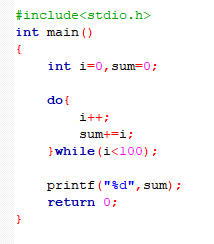 #include<stdio.h>
int main()
{
    int i=0,sum=0;

    do{
        i++;
        sum+=i;
    }while(i<100);

    printf("%d",sum);
    return 0;
}